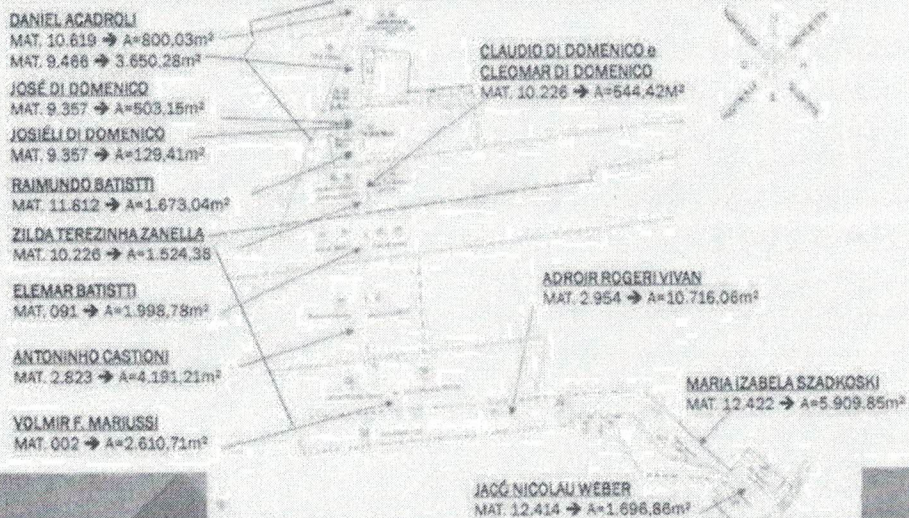 DANIEL ACADROLI
MAT. 10.619 → A=800,03m²
MAT. 9.466 → 3.650,28m²
JOSÉ DI DOMENICO
MAT. 9.357 → A=503,15m²
JOSIÉLI DI DOMENICO
MAT. 9.357 → A=129,41m²
RAIMUNDO BATISTTI
MAT. 11.612 → A=1.673,04m²
ZILDA TEREZINHA ZANELLA
MAT. 10.226 → A=1.524,38
ELEMAR BATISTTI
MAT. 091 → A=1.998,78m²
ANTONINHO CASTIONI
MAT. 2.823 → A=4.191,21m²
VOLMIR F. MARIUSSI
MAT. 002 → A=2.610,71m²
CLAUDIO DI DOMENICO e
CLEOMAR DI DOMENICO
MAT. 10.226 → A=544,42M²
ADROIR ROGERI VIVAN
MAT. 2.954 → A=10.716,06m²
MARIA IZABELA SZADKOSKI
MAT. 12.422 → A=5.909,85m²
JACÓ NICOLAU WEBER
MAT. 12.414 → A=1.696,86m²